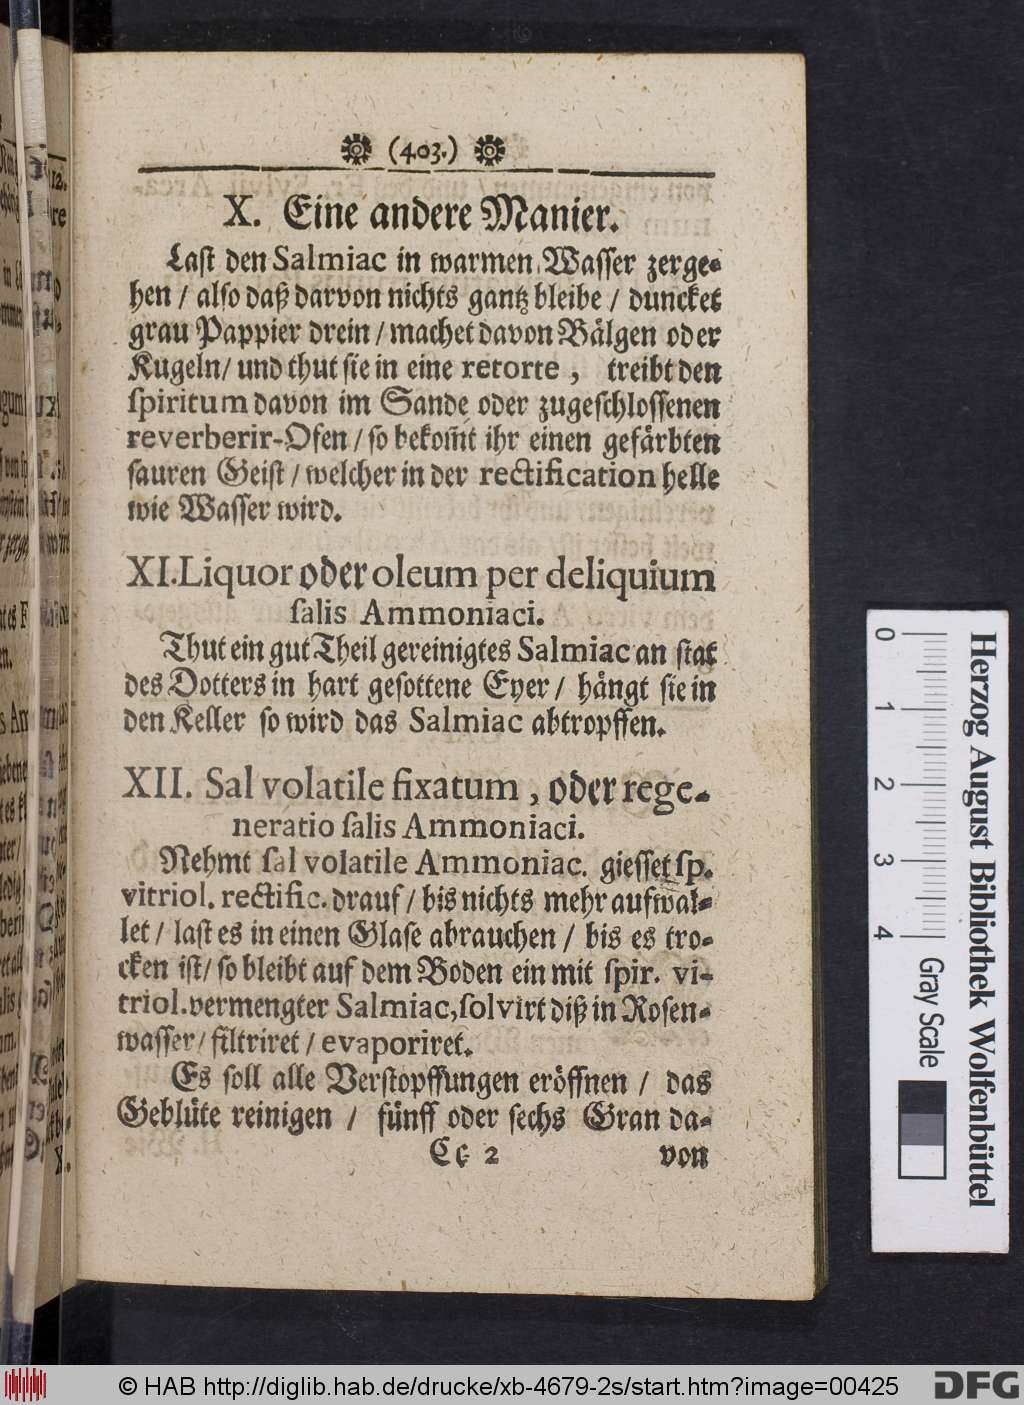 (403.)
X. Eine andere Manier.
Last den Salmiac in warmen Wasser zerge-
hen / also daß darvon nichts gantz bleibe / duncket
grau Pappier drein / machet davon Bälgen oder
Kugeln / und thut sie in eine retorte, treibt den
spiritum davon im Sande oder zugeschlossenen
reverberir-Ofen / so bekom̃t ihr einen gefärbten
sauren Geist / welcher in der rectification helle
wie Wasser wird.
XI. Liquor oder oleum per deliquium
salis Ammoniaci.
Thut ein gut Theil gereinigtes Salmiac an stat
des Dotters in hart gesottene Eyer / hängt sie in
den Keller so wird das Salmiac abtropffen.
XII. Sal volatile fixatum, oder rege-
neratio salis Ammoniaci.
Nehmt sal volatile Ammoniac. giesset sp.
vitriol. rectific. drauf / bis nichts mehr aufwal-
let / last es in einen Glase abrauchen / bis es tro-
cken ist / so bleibt auf dem Boden ein mit spir. vi-
triol. vermengter Salmiac, solvirt diß in Rosen-
wasser / filtriret / evaporiret.
Es soll alle Verstopffungen eröffnen / das
Geblüte reinigen / fünff oder sechs Gran da-
Cc 2 von
Herzog August Bibliothek Wolfenbüttel
0 1 2 3 4 Gray Scale
© HAB http://diglib.hab.de/drucke/xb-4679-2s/start.htm?image=00425 DFG